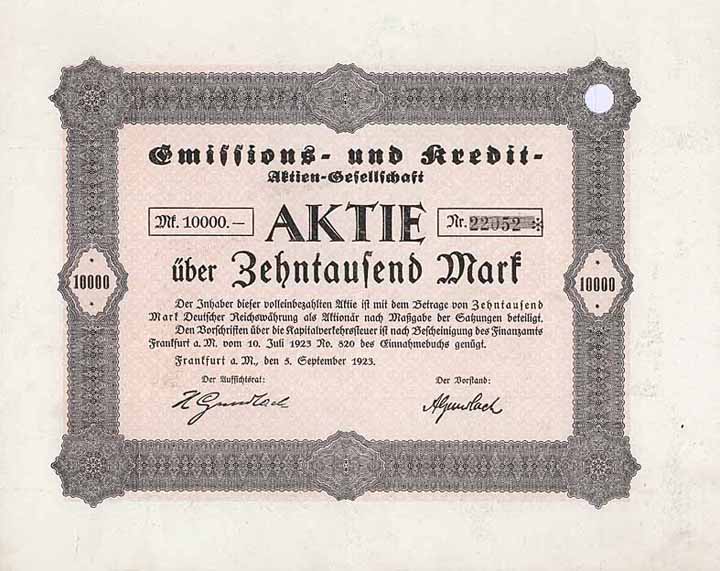 Emissions- und Kredit-
Aktien-Gesellschaft
Mk. 10000.— AKTIE Nr. 22052 ✻
über Zehntausend Mark
10000 10000
Der Inhaber dieser volleinbezahlten Aktie ist mit dem Betrage von Zehntausend
Mark Deutscher Reichswährung als Aktionär nach Maßgabe der Satzungen beteiligt.
Den Vorschriften über die Kapitalverkehrssteuer ist nach Bescheinigung des Finanzamts
Frankfurt a. M. vom 10. Juli 1923 No. 820 des Einnahmebuchs genügt.
Frankfurt a. M., den 5. September 1923.
Der Aufsichtsrat: Der Vorstand:
Gundlach AGundlach